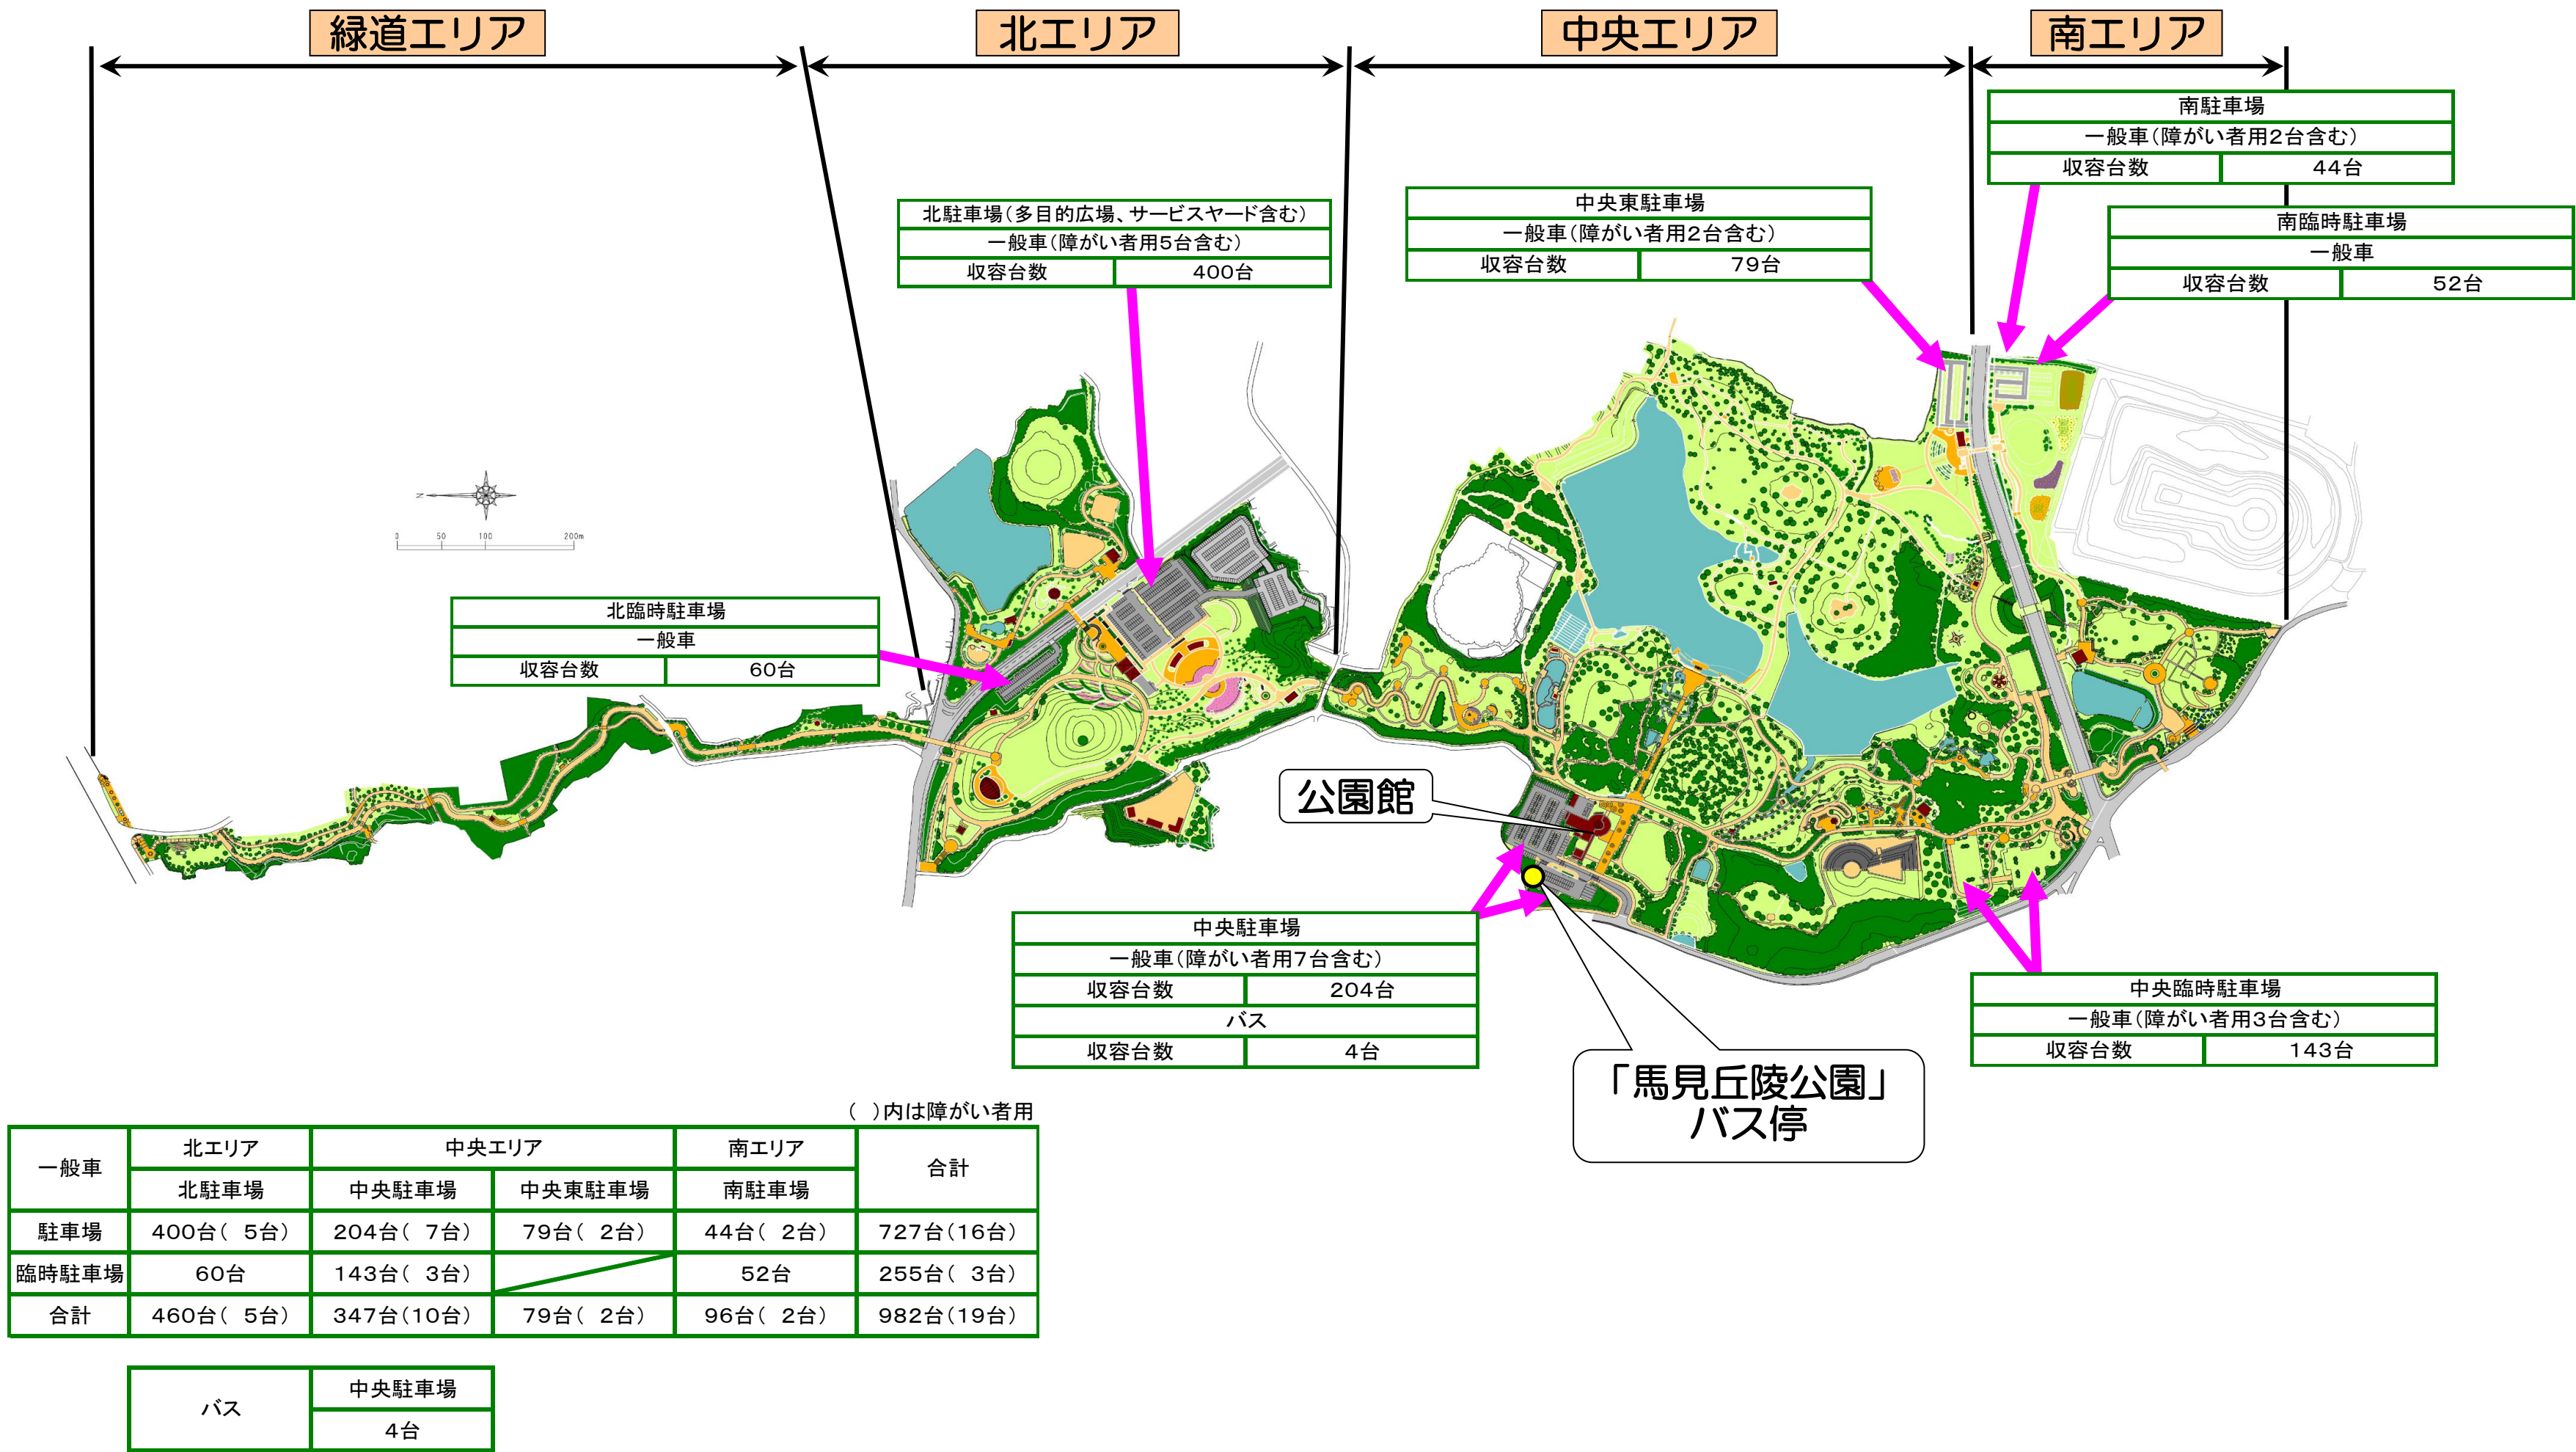 緑道エリア
北エリア
中央エリア
南エリア
南駐車場
一般車(障がい者用2台含む)
収容台数 44台
南臨時駐車場
一般車
収容台数 52台
中央東駐車場
一般車(障がい者用2台含む)
収容台数 79台
北駐車場(多目的広場、サービスヤード含む)
一般車(障がい者用5台含む)
収容台数 400台
N
0 50 100 200m
北臨時駐車場
一般車
収容台数 60台
公園館
中央駐車場
一般車(障がい者用7台含む)
収容台数 204台
バス
収容台数 4台
中央臨時駐車場
一般車(障がい者用3台含む)
収容台数 143台
「馬見丘陵公園」
バス停
( )内は障がい者用
一般車 北エリア 中央エリア 南エリア 合計
北駐車場 中央駐車場 中央東駐車場 南駐車場
駐車場 400台( 5台) 204台( 7台) 79台( 2台) 44台( 2台) 727台(16台)
臨時駐車場 60台 143台( 3台) 52台 255台( 3台)
合計 460台( 5台) 347台(10台) 79台( 2台) 96台( 2台) 982台(19台)
バス 中央駐車場
4台